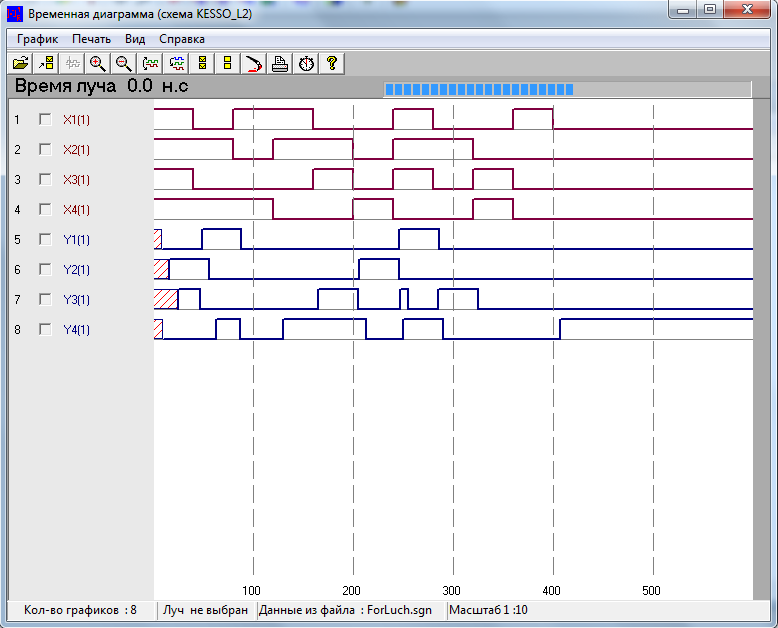 Временная диаграмма (схема KESSO_L2)
График Печать Вид Справка
Время луча 0.0 н.с
1 X1(1)
2 X2(1)
3 X3(1)
4 X4(1)
5 Y1(1)
6 Y2(1)
7 Y3(1)
8 Y4(1)
100 200 300 400 500
Кол-во графиков : 8 Луч не выбран Данные из файла : ForLuch.sgn Масштаб 1 :10